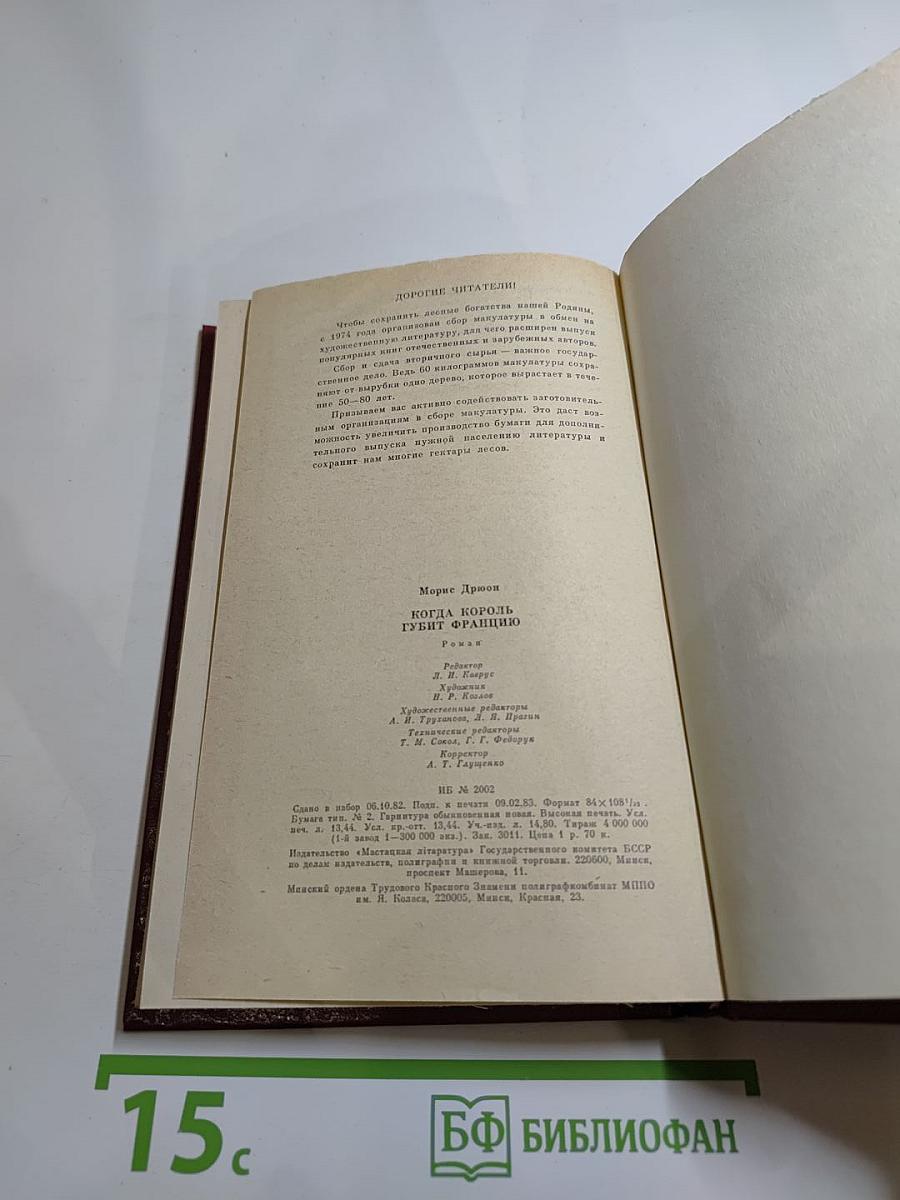 ДОРОГИЕ ЧИТАТЕЛИ!
Чтобы сохранить лесные богатства нашей Родины,
с 1974 года организован сбор макулатуры в обмен на
художественную литературу, для чего расширен выпуск
популярных книг отечественных и зарубежных авторов.
Сбор и сдача вторичного сырья — важное государ-
ственное дело. Ведь 60 килограммов макулатуры сохра-
няют от вырубки одно дерево, которое вырастает в тече-
ние 50—80 лет.
Призываем вас активно содействовать заготовитель-
ным организациям в сборе макулатуры. Это даст воз-
можность увеличить производство бумаги для дополни-
тельного выпуска нужной населению литературы и
сохранит нам многие гектары лесов.
Морис Дрюон
КОГДА КОРОЛЬ
ГУБИТ ФРАНЦИЮ
Роман
Редактор
Л. И. Каврус
Художник
Н. Р. Козлов
Художественные редакторы
А. И. Труханова, Л. Я. Прагин
Технические редакторы
Т. М. Сокол, Г. Г. Федорук
Корректор
А. Т. Глущенко
ИБ № 2002
Сдано в набор 06.10.82. Подп. к печати 09.02.83. Формат 84×108¹/₃₂.
Бумага тип. № 2. Гарнитура обыкновенная новая. Высокая печать. Усл.
печ. л. 13,44. Усл. кр.-отт. 13,44. Уч.-изд. л. 14,80. Тираж 4 000 000
(1-й завод 1—300 000 экз.). Зак. 3011. Цена 1 р. 70 к.
Издательство «Мастацкая літаратура» Государственного комитета БССР
по делам издательств, полиграфии и книжной торговли. 220600, Минск,
проспект Машерова, 11.
Минский ордена Трудового Красного Знамени полиграфкомбинат МППО
им. Я. Коласа, 220005, Минск, Красная, 23.
15 с
БФ БИБЛИОФАН